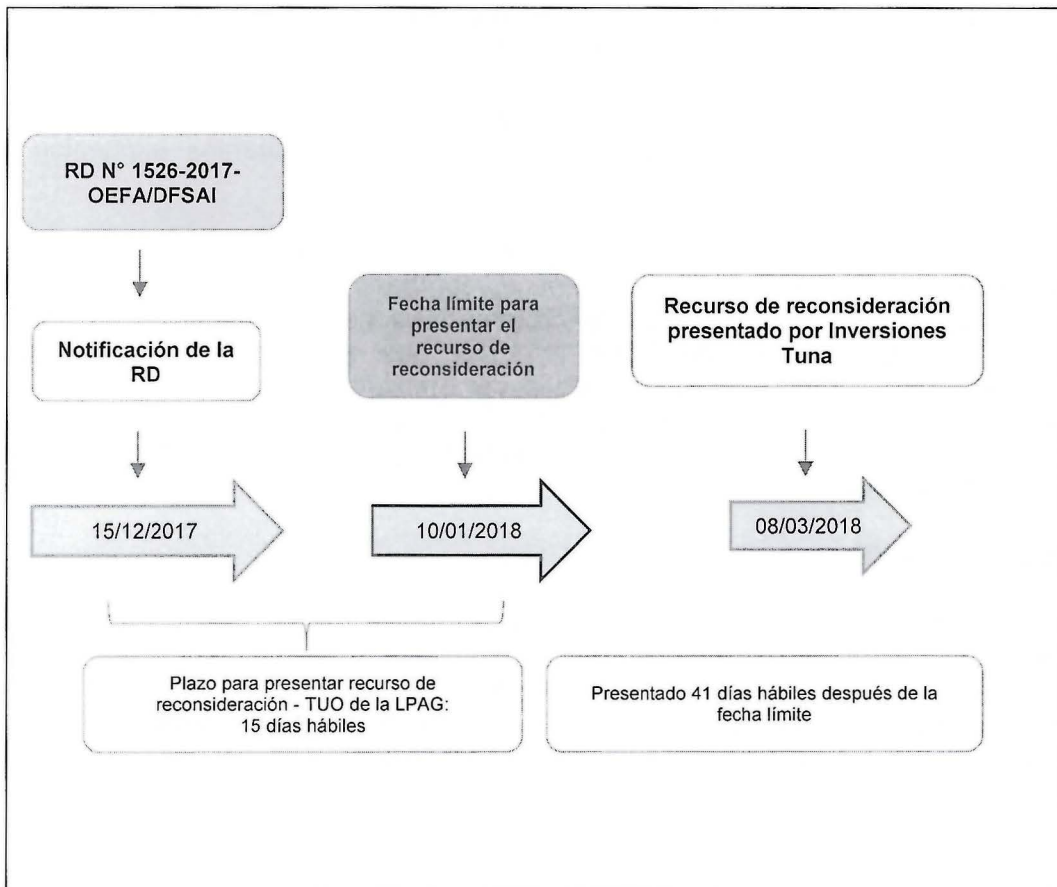 RD N° 1526-2017-
OEFA/DFSAI
Notificación de la
RD
Fecha límite para
presentar el
recurso de
reconsideración
Recurso de reconsideración
presentado por Inversiones
Tuna
15/12/2017
10/01/2018
08/03/2018
Plazo para presentar recurso de
reconsideración - TUO de la LPAG:
15 días hábiles
Presentado 41 días hábiles después de la
fecha límite